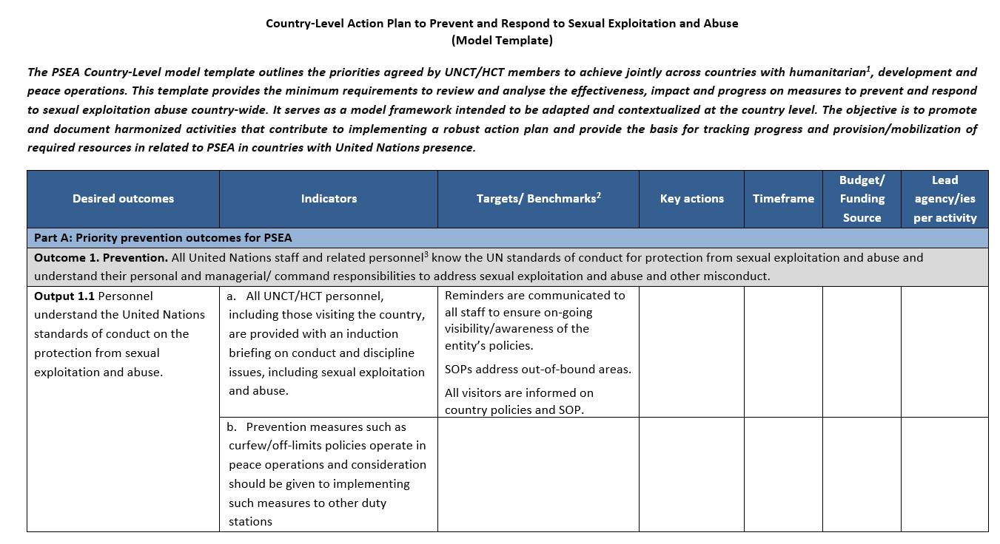 Country-Level Action Plan to Prevent and Respond to Sexual Exploitation and Abuse
(Model Template)
The PSEA Country-Level model template outlines the priorities agreed by UNCT/HCT members to achieve jointly across countries with humanitarian¹, development and
peace operations. This template provides the minimum requirements to review and analyse the effectiveness, impact and progress on measures to prevent and respond
to sexual exploitation abuse country-wide. It serves as a model framework intended to be adapted and contextualized at the country level. The objective is to promote
and document harmonized activities that contribute to implementing a robust action plan and provide the basis for tracking progress and provision/mobilization of
required resources in related to PSEA in countries with United Nations presence.
Desired outcomes
Indicators
Targets/ Benchmarks²
Key actions
Timeframe
Budget/
Funding
Source
Lead
agency/ies
per activity
Part A: Priority prevention outcomes for PSEA
Outcome 1. Prevention. All United Nations staff and related personnel³ know the UN standards of conduct for protection from sexual exploitation and abuse and
understand their personal and managerial/ command responsibilities to address sexual exploitation and abuse and other misconduct.
Output 1.1 Personnel
understand the United Nations
standards of conduct on the
protection from sexual
exploitation and abuse.
a. All UNCT/HCT personnel,
including those visiting the country,
are provided with an induction
briefing on conduct and discipline
issues, including sexual exploitation
and abuse.
Reminders are communicated to
all staff to ensure on-going
visibility/awareness of the
entity's policies.
SOPs address out-of-bound areas.
All visitors are informed on
country policies and SOP.
b. Prevention measures such as
curfew/off-limits policies operate in
peace operations and consideration
should be given to implementing
such measures to other duty
stations